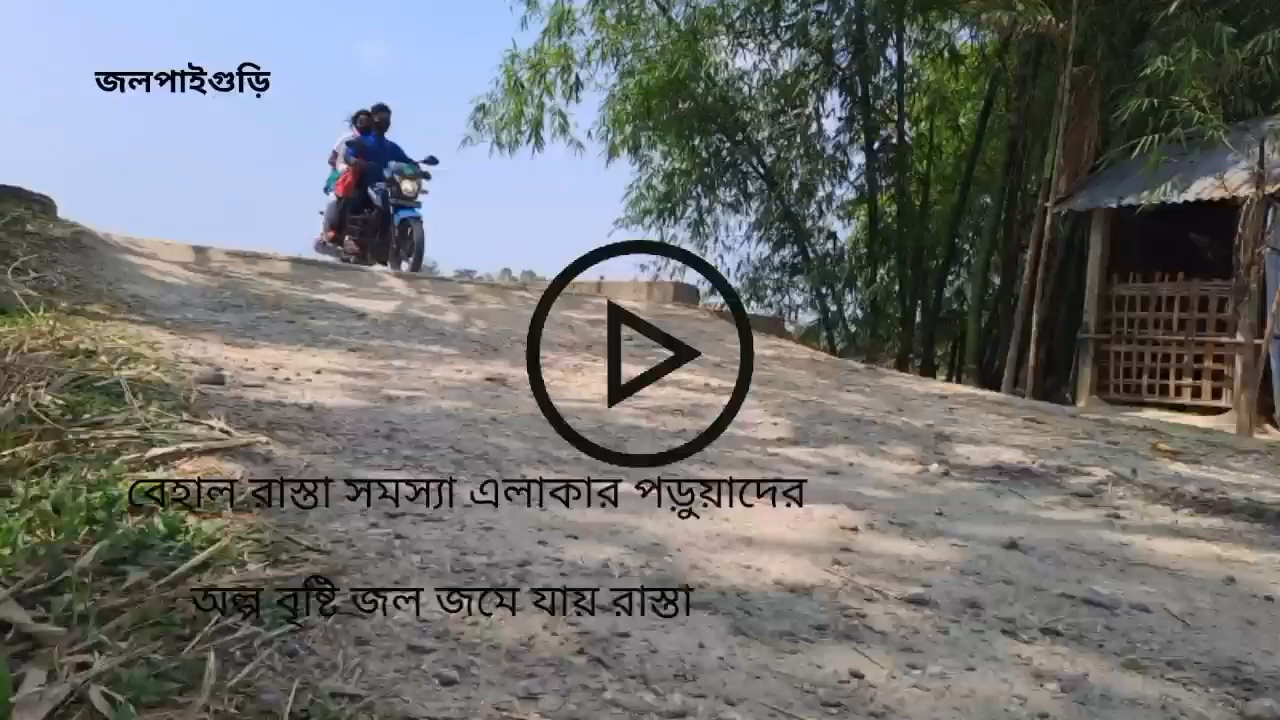 জলপাইগুড়ি
বেহাল রাস্তা সমস্যা এলাকার পড়ুয়াদের
অল্প বৃষ্টি জল জমে যায় রাস্তা